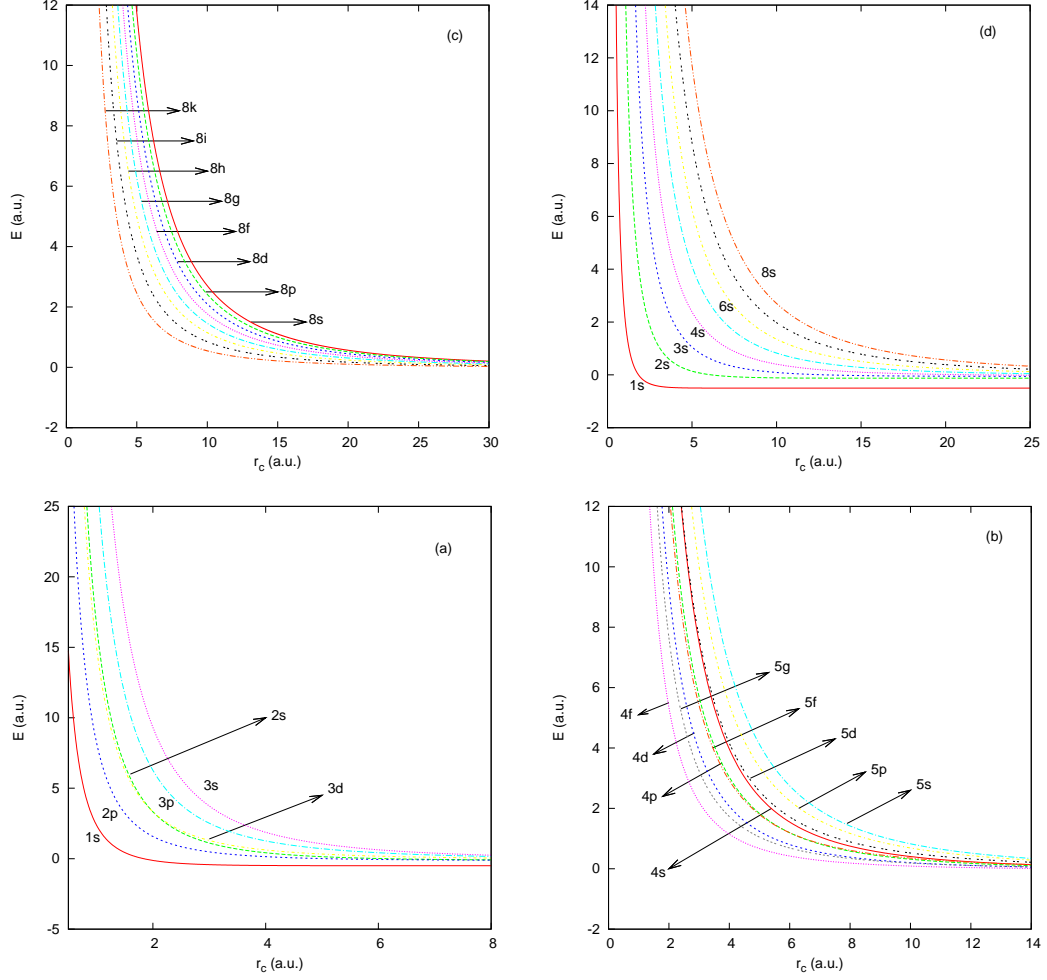 12
10
8
6
4
2
0
-2
E (a.u.)
(c)
8k
8i
8h
8g
8f
8d
8p
8s
0 5 10 15 20 25 30
r_c (a.u.)
14
12
10
8
6
4
2
0
-2
E (a.u.)
(d)
8s
6s
4s
3s
2s
1s
0 5 10 15 20 25
r_c (a.u.)
25
20
15
10
5
0
-5
E (a.u.)
(a)
2s
3s
3d
3p
2p
1s
2 4 6 8
r_c (a.u.)
12
10
8
6
4
2
0
-2
E (a.u.)
(b)
5g
4f
5f
5d
4d
5p
5s
4p
4s
0 2 4 6 8 10 12 14
r_c (a.u.)